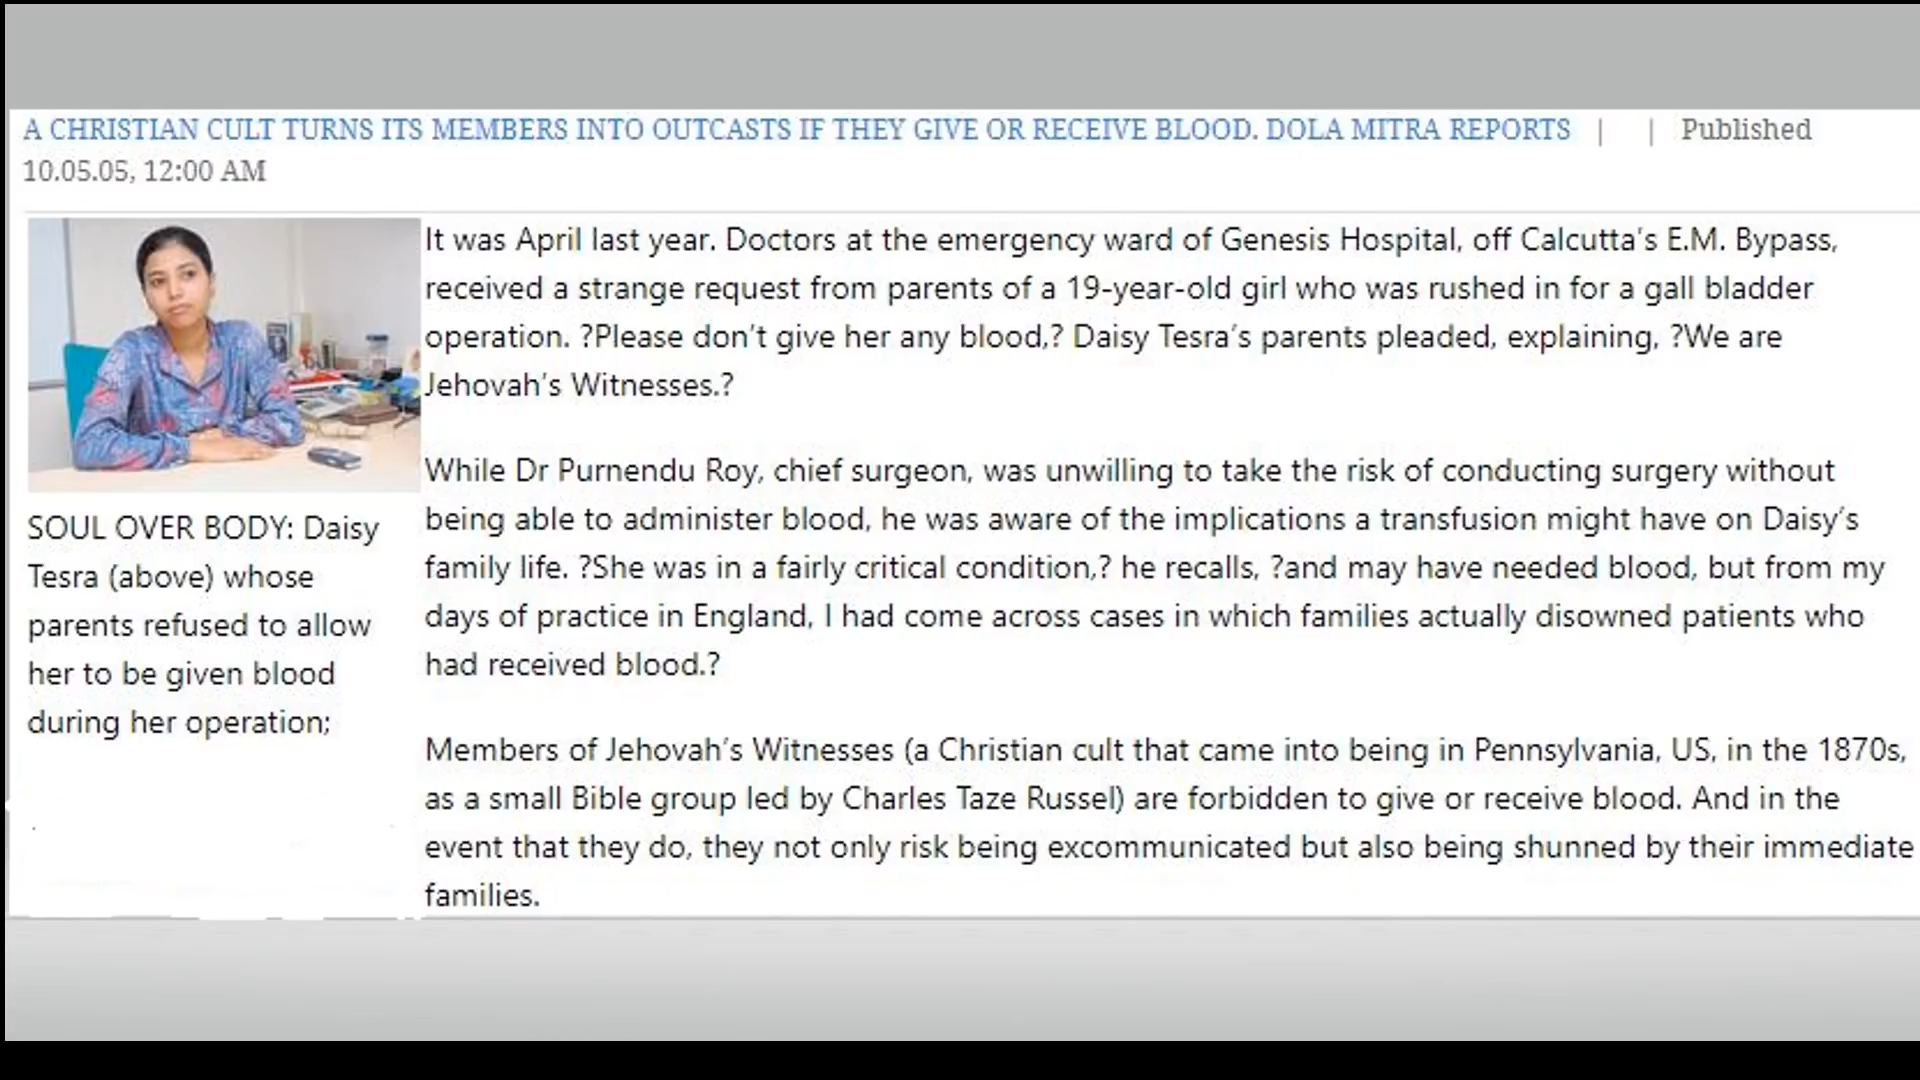 A CHRISTIAN CULT TURNS ITS MEMBERS INTO OUTCASTS IF THEY GIVE OR RECEIVE BLOOD. DOLA MITRA REPORTS | | Published
10.05.05, 12:00 AM
It was April last year. Doctors at the emergency ward of Genesis Hospital, off Calcutta's E.M. Bypass,
received a strange request from parents of a 19-year-old girl who was rushed in for a gall bladder
operation. ?Please don't give her any blood,? Daisy Tesra's parents pleaded, explaining, ?We are
Jehovah's Witnesses.?
While Dr Purnendu Roy, chief surgeon, was unwilling to take the risk of conducting surgery without
being able to administer blood, he was aware of the implications a transfusion might have on Daisy's
family life. ?She was in a fairly critical condition,? he recalls, ?and may have needed blood, but from my
days of practice in England, I had come across cases in which families actually disowned patients who
had received blood.?
Members of Jehovah's Witnesses (a Christian cult that came into being in Pennsylvania, US, in the 1870s,
as a small Bible group led by Charles Taze Russel) are forbidden to give or receive blood. And in the
event that they do, they not only risk being excommunicated but also being shunned by their immediate
families.
SOUL OVER BODY: Daisy
Tesra (above) whose
parents refused to allow
her to be given blood
during her operation;